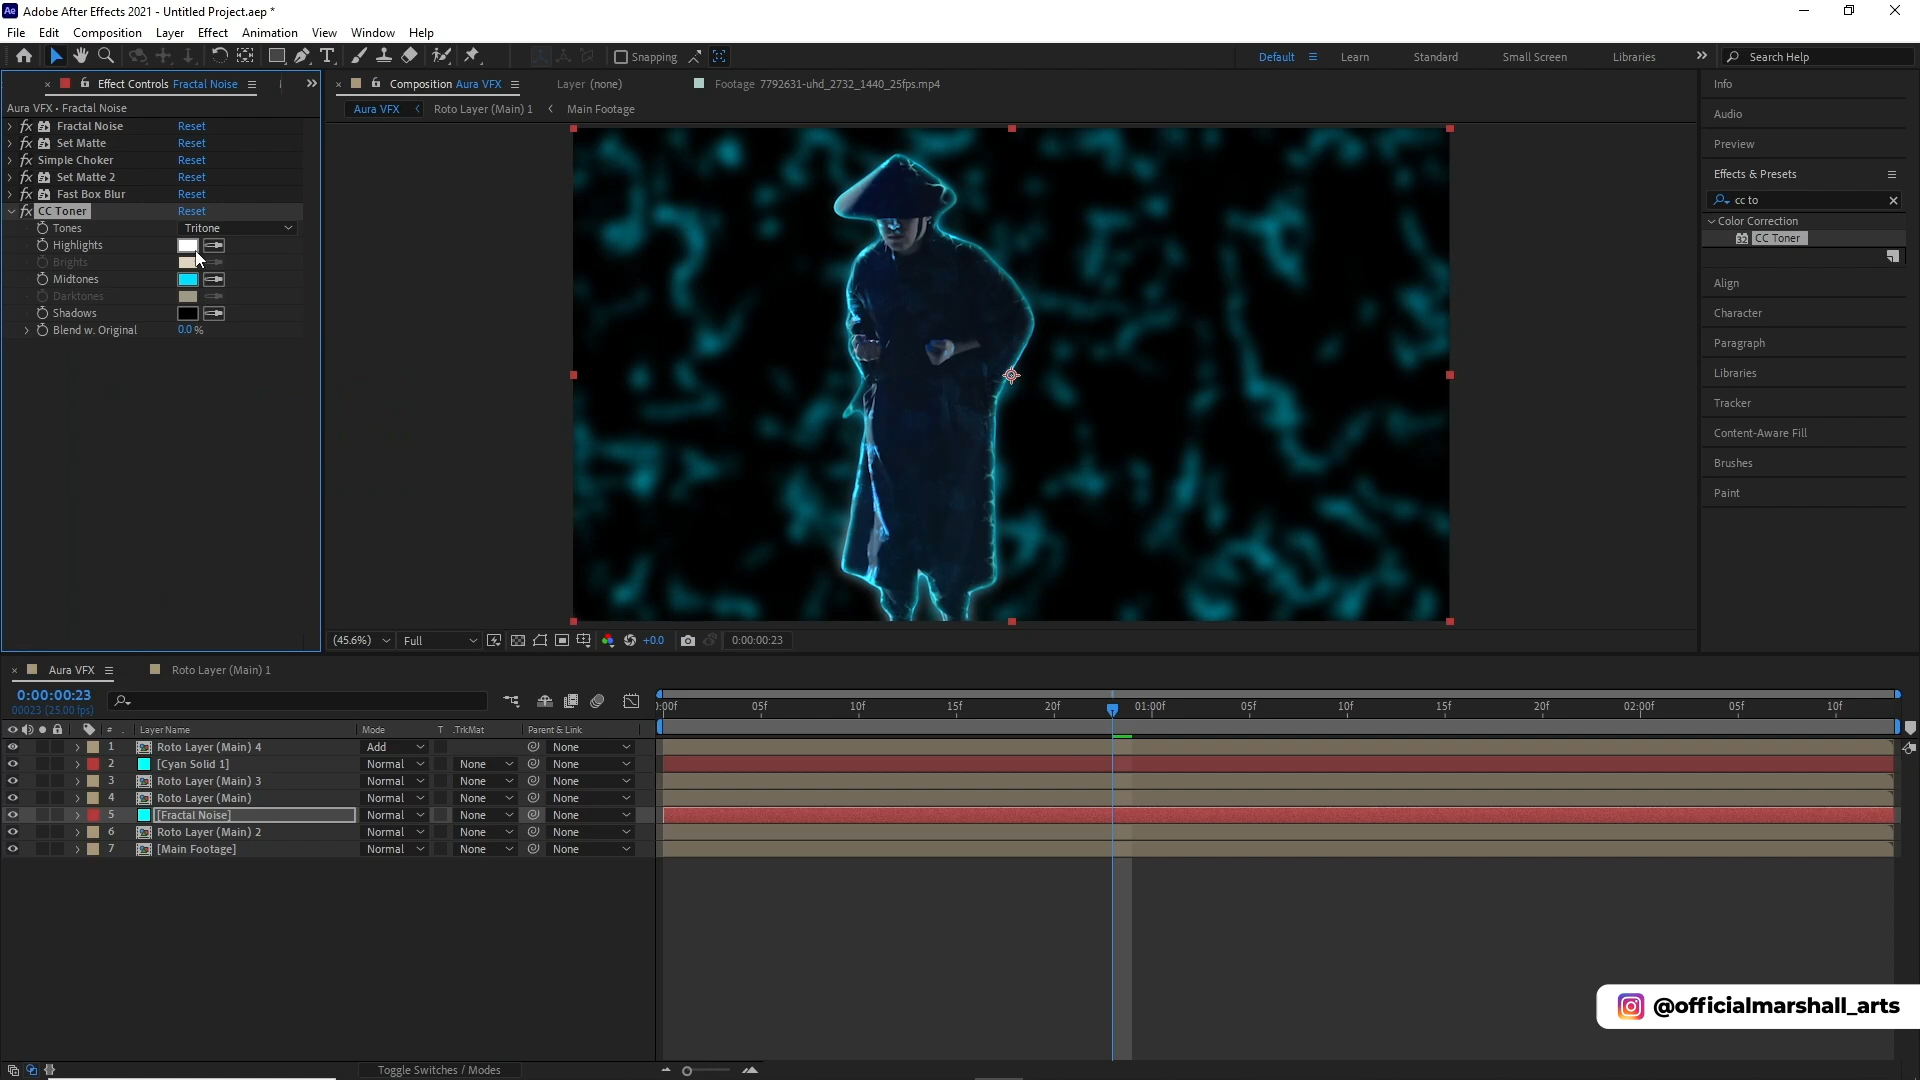 Ae Adobe After Effects 2021 - Untitled Project.aep *
File Edit Composition Layer Effect Animation View Window Help
Snapping
Default Learn Standard Small Screen Libraries Search Help
Effect Controls Fractal Noise
Aura VFX • Fractal Noise
fx Fractal Noise Reset
fx Set Matte Reset
fx Simple Choker Reset
fx Set Matte 2 Reset
fx Fast Box Blur Reset
fx CC Toner Reset
Tones Tritone
Highlights
Brights
Midtones
Darktones
Shadows
Blend w. Original 0.0 %
Composition Aura VFX Layer (none) Footage 7792631-uhd_2732_1440_25fps.mp4
Aura VFX Roto Layer (Main) 1 Main Footage
(45.6%) Full +0.0 0:00:00:23
Info
Audio
Preview
Effects & Presets
cc to
Color Correction
32 CC Toner
Align
Character
Paragraph
Libraries
Tracker
Content-Aware Fill
Brushes
Paint
Aura VFX Roto Layer (Main) 1
0:00:00:23
00023 (25.00 fps)
:00f 05f 10f 15f 20f 01:00f 05f 10f 15f 20f 02:00f 05f 10f
# . Layer Name Mode T .TrkMat Parent & Link
1 Roto Layer (Main) 4 Add None
2 [Cyan Solid 1] Normal None None
3 Roto Layer (Main) 3 Normal None None
4 Roto Layer (Main) Normal None None
5 [Fractal Noise] Normal None None
6 Roto Layer (Main) 2 Normal None None
7 [Main Footage] Normal None None
@officialmarshall_arts
Toggle Switches / Modes